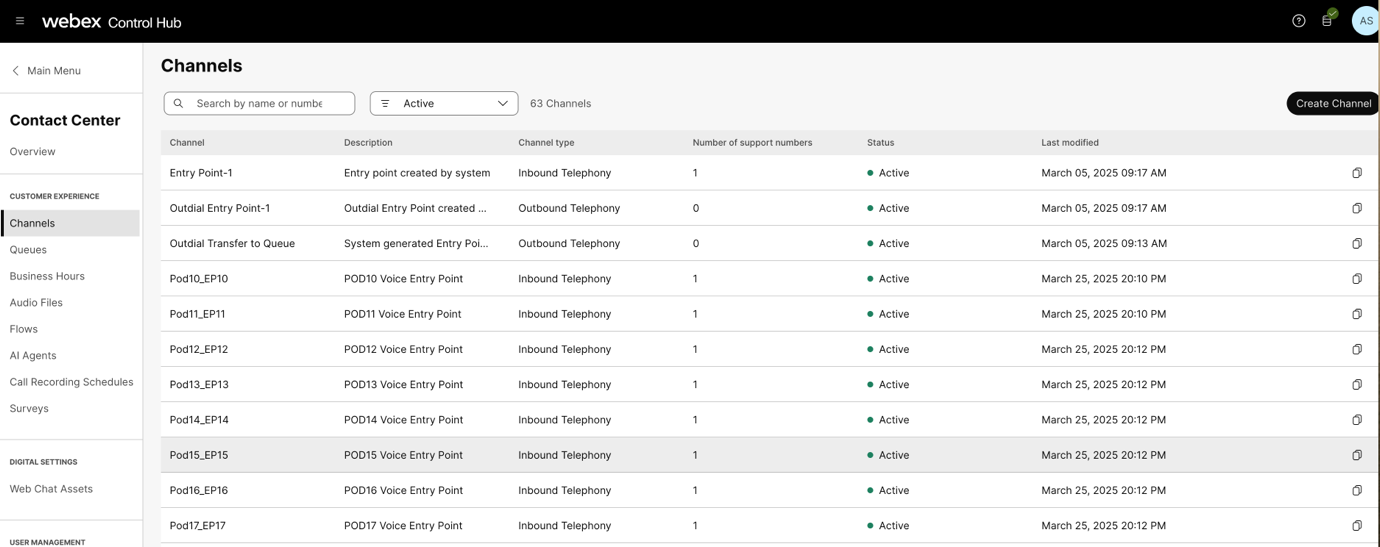 webex Control Hub
AS
Main Menu
Contact Center
Overview
CUSTOMER EXPERIENCE
Channels
Queues
Business Hours
Audio Files
Flows
AI Agents
Call Recording Schedules
Surveys
DIGITAL SETTINGS
Web Chat Assets
USER MANAGEMENT
Channels
Search by name or numbe
Active
63 Channels
Create Channel
Channel Description Channel type Number of support numbers Status Last modified
Entry Point-1 Entry point created by system Inbound Telephony 1 Active March 05, 2025 09:17 AM
Outdial Entry Point-1 Outdial Entry Point created ... Outbound Telephony 0 Active March 05, 2025 09:17 AM
Outdial Transfer to Queue System generated Entry Poi... Outbound Telephony 0 Active March 05, 2025 09:13 AM
Pod10_EP10 POD10 Voice Entry Point Inbound Telephony 1 Active March 25, 2025 20:10 PM
Pod11_EP11 POD11 Voice Entry Point Inbound Telephony 1 Active March 25, 2025 20:10 PM
Pod12_EP12 POD12 Voice Entry Point Inbound Telephony 1 Active March 25, 2025 20:12 PM
Pod13_EP13 POD13 Voice Entry Point Inbound Telephony 1 Active March 25, 2025 20:12 PM
Pod14_EP14 POD14 Voice Entry Point Inbound Telephony 1 Active March 25, 2025 20:12 PM
Pod15_EP15 POD15 Voice Entry Point Inbound Telephony 1 Active March 25, 2025 20:12 PM
Pod16_EP16 POD16 Voice Entry Point Inbound Telephony 1 Active March 25, 2025 20:12 PM
Pod17_EP17 POD17 Voice Entry Point Inbound Telephony 1 Active March 25, 2025 20:12 PM